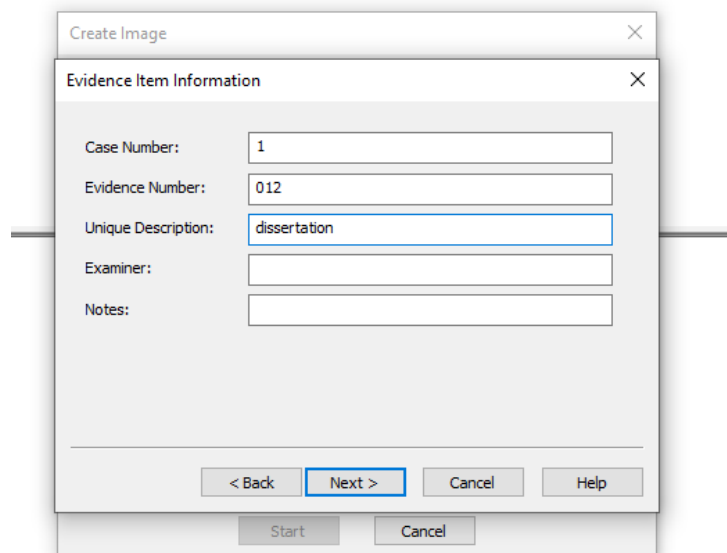 Create Image
Evidence Item Information
Case Number: 1
Evidence Number: 012
Unique Description: dissertation
Examiner:
Notes:
< Back Next > Cancel Help
Start Cancel